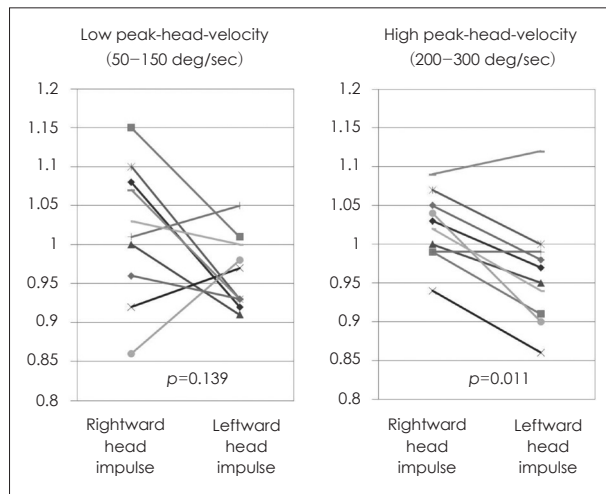 Low peak-head-velocity
(50−150 deg/sec)
1.2
1.15
1.1
1.05
1
0.95
0.9
0.85
0.8
p=0.139
Rightward
head
impulse
Leftward
head
impulse
High peak-head-velocity
(200−300 deg/sec)
1.2
1.15
1.1
1.05
1
0.95
0.9
0.85
0.8
p=0.011
Rightward
head
impulse
Leftward
head
impulse